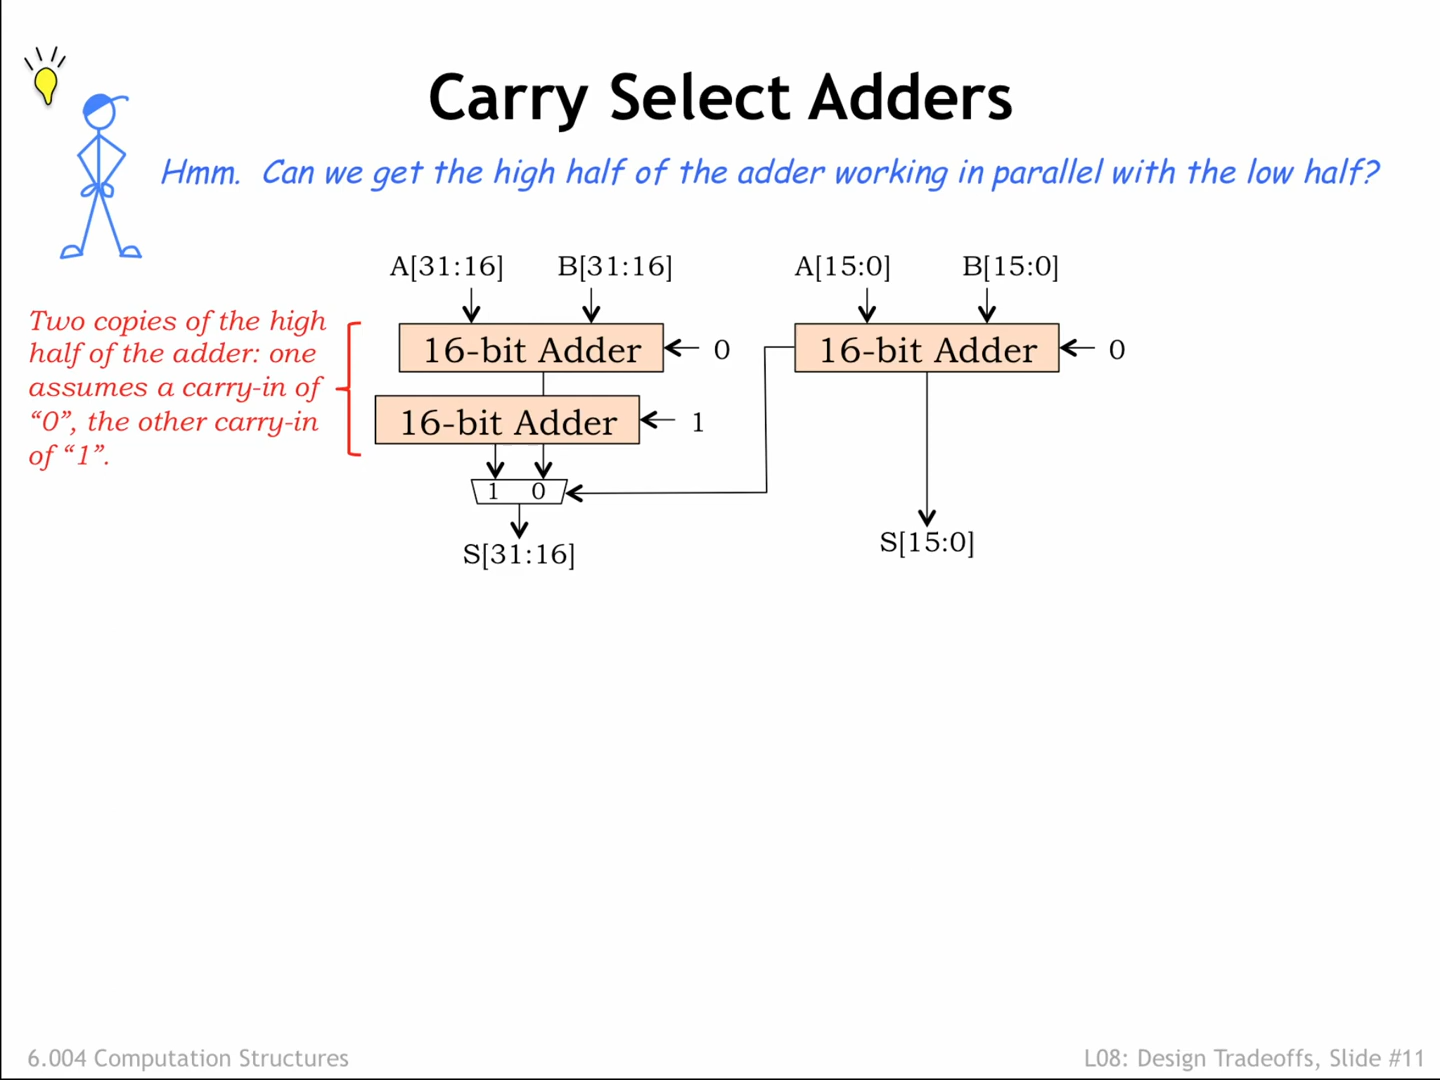 Carry Select Adders
Hmm. Can we get the high half of the adder working in parallel with the low half?
A[31:16] B[31:16] A[15:0] B[15:0]
Two copies of the high
half of the adder: one
assumes a carry-in of
“0”, the other carry-in
of “1”.
16-bit Adder 0 16-bit Adder 0
16-bit Adder 1
1 0
S[31:16] S[15:0]
6.004 Computation Structures L08: Design Tradeoffs, Slide #11